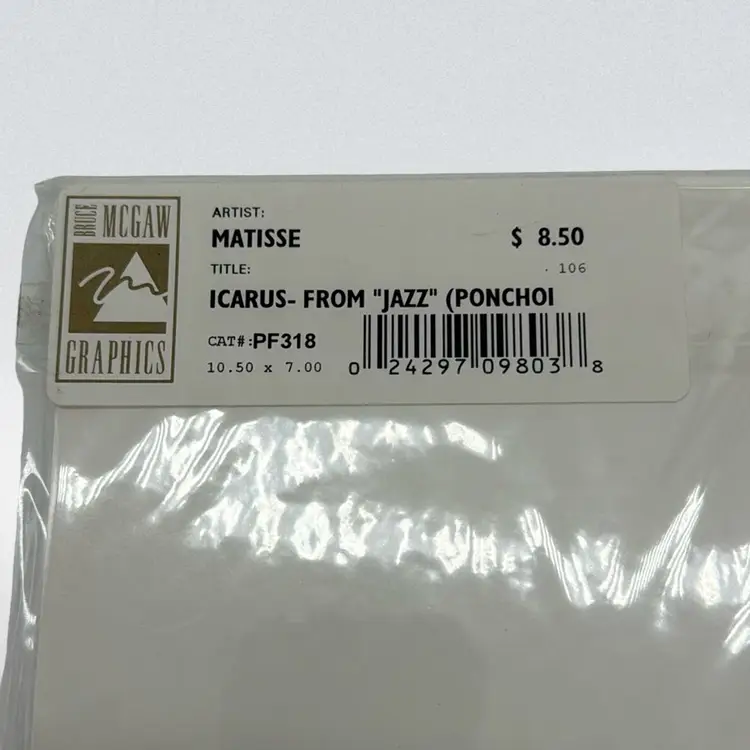 BRUCE
MCGAW
GRAPHICS
ARTIST:
MATISSE
$ 8.50
TITLE:
. 106
ICARUS- FROM "JAZZ" (PONCHOI
CAT#:PF318
10.50 x 7.00
0 24297 09803 8